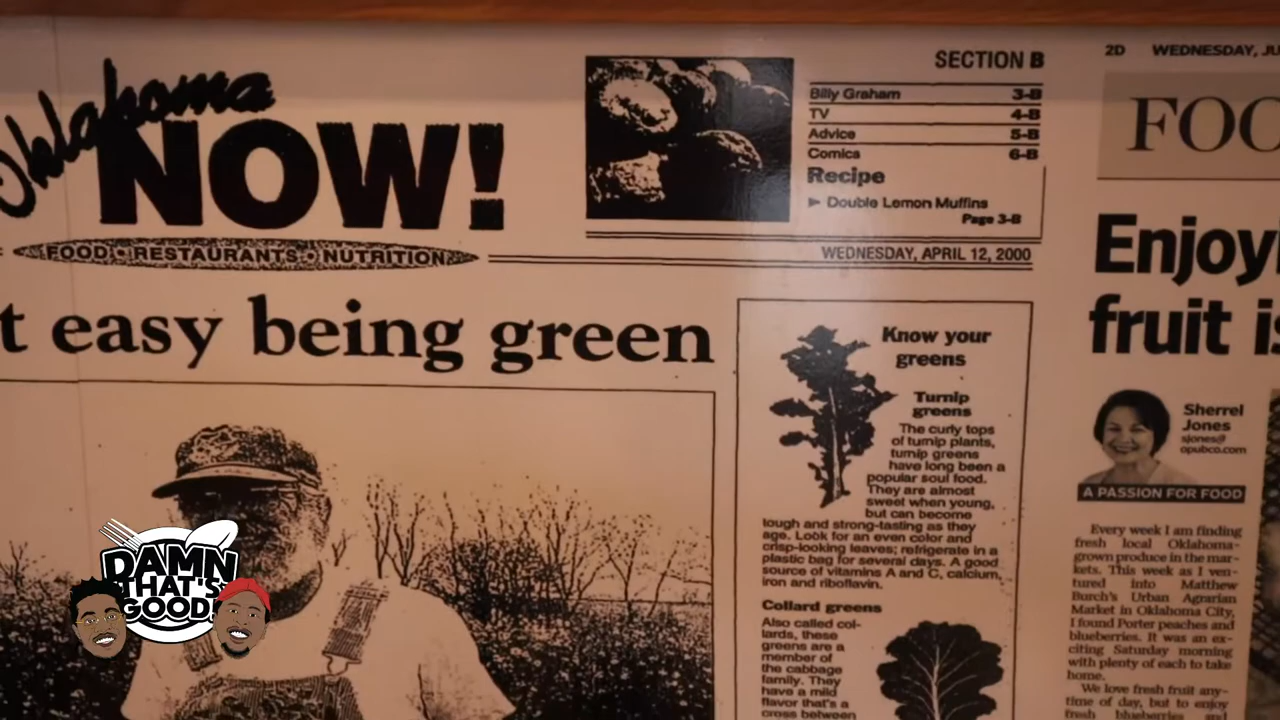 Oklahoma
NOW!
FOOD • RESTAURANTS • NUTRITION
SECTION B
Billy Graham 3-B
TV 4-B
Advice 5-B
Comics 6-B
Recipe
► Double Lemon Muffins
Page 3-B
WEDNESDAY, APRIL 12, 2000
t easy being green
Know your
greens
Turnip
greens
The curly tops
of turnip plants,
turnip greens
have long been a
popular soul food.
They are almost
sweet when young,
but can become
tough and strong-tasting as they
age. Look for an even color and
crisp-looking leaves; refrigerate in a
plastic bag for several days. A good
source of vitamins A and C, calcium,
iron and riboflavin.
Collard greens
Also called col-
lards, these
greens are a
member of
the cabbage
family. They
have a mild
flavor that's a
cross between
2D WEDNESDAY, JU
FOO
Enjoy
fruit is
Sherrel
Jones
sjones@
opubco.com
A PASSION FOR FOOD
Every week I am finding
fresh local Oklahoma-
grown produce in the mar-
kets. This week as I ven-
tured into Matthew
Burch's Urban Agrarian
Market in Oklahoma City,
I found Porter peaches and
blueberries. It was an ex-
citing Saturday morning
with plenty of each to take
home.
We love fresh fruit any-
time of day, but to enjoy
fresh blueberries
DAMN
THAT'S
GOOD!